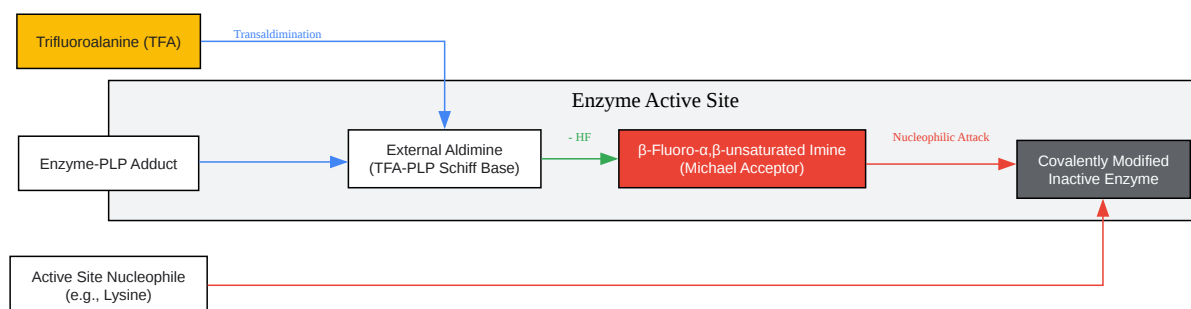 Trifluoroalanine (TFA)
Transaldimination
Enzyme Active Site
Enzyme-PLP Adduct
External Aldimine
(TFA-PLP Schiff Base)
- HF
β-Fluoro-α,β-unsaturated Imine
(Michael Acceptor)
Nucleophilic Attack
Covalently Modified
Inactive Enzyme
Active Site Nucleophile
(e.g., Lysine)